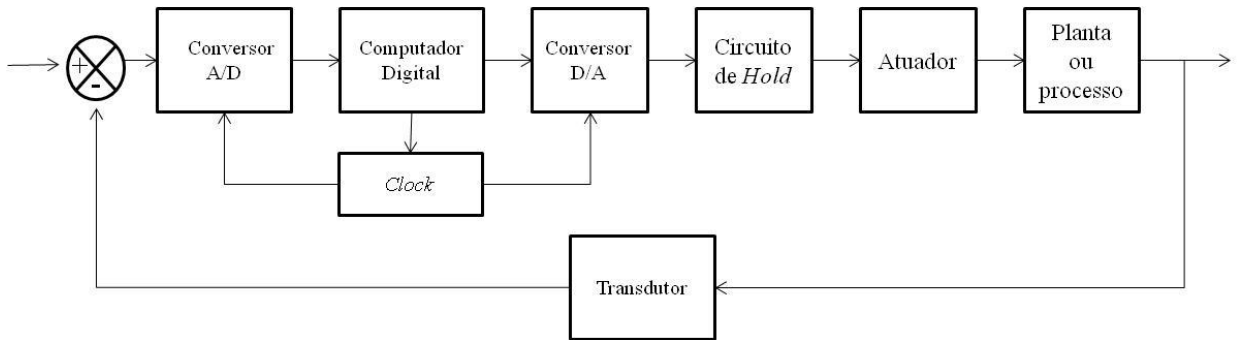 +
-
Conversor
A/D
Computador
Digital
Conversor
D/A
Circuito
de Hold
Atuador
Planta
ou
processo
Clock
Transdutor